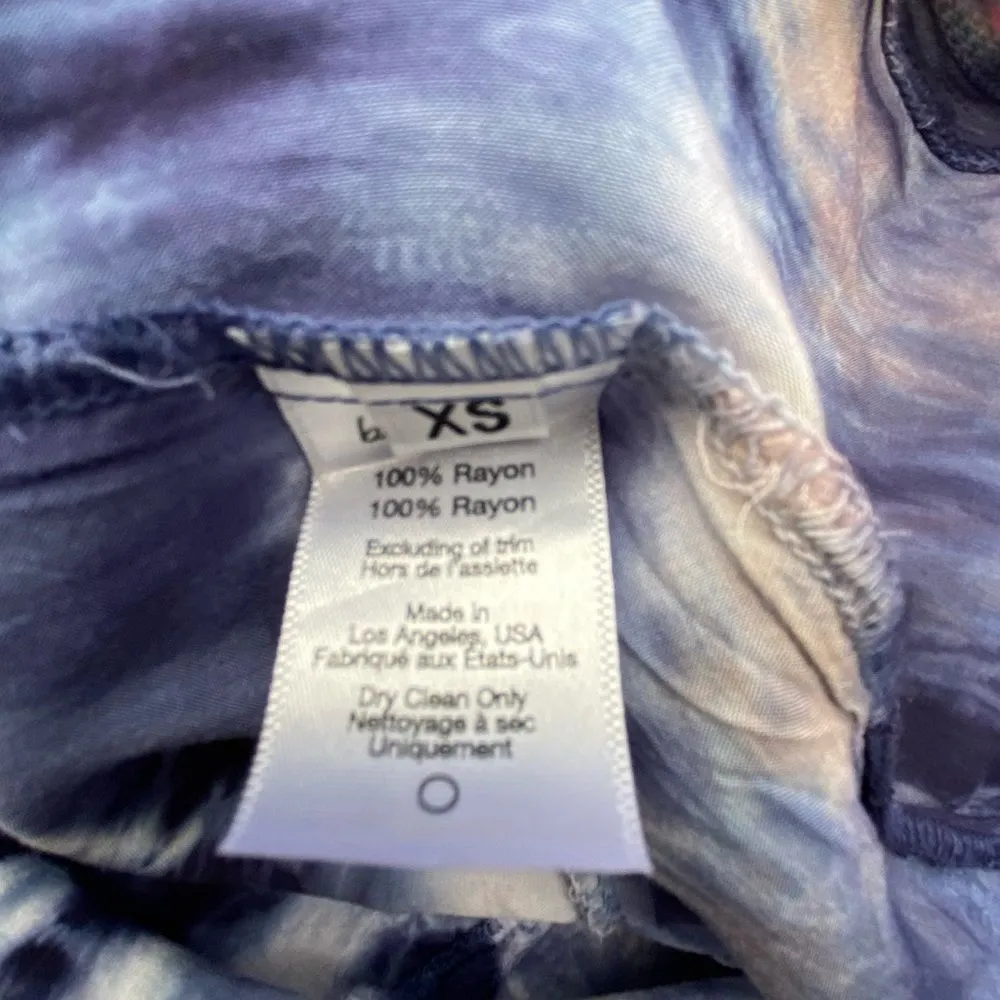 b. XS
100% Rayon
100% Rayon
Excluding of trim
Hors de l'assiette
Made in
Los Angeles, USA
Fabriqué aux États-Unis
Dry Clean Only
Nettoyage à sec
Uniquement